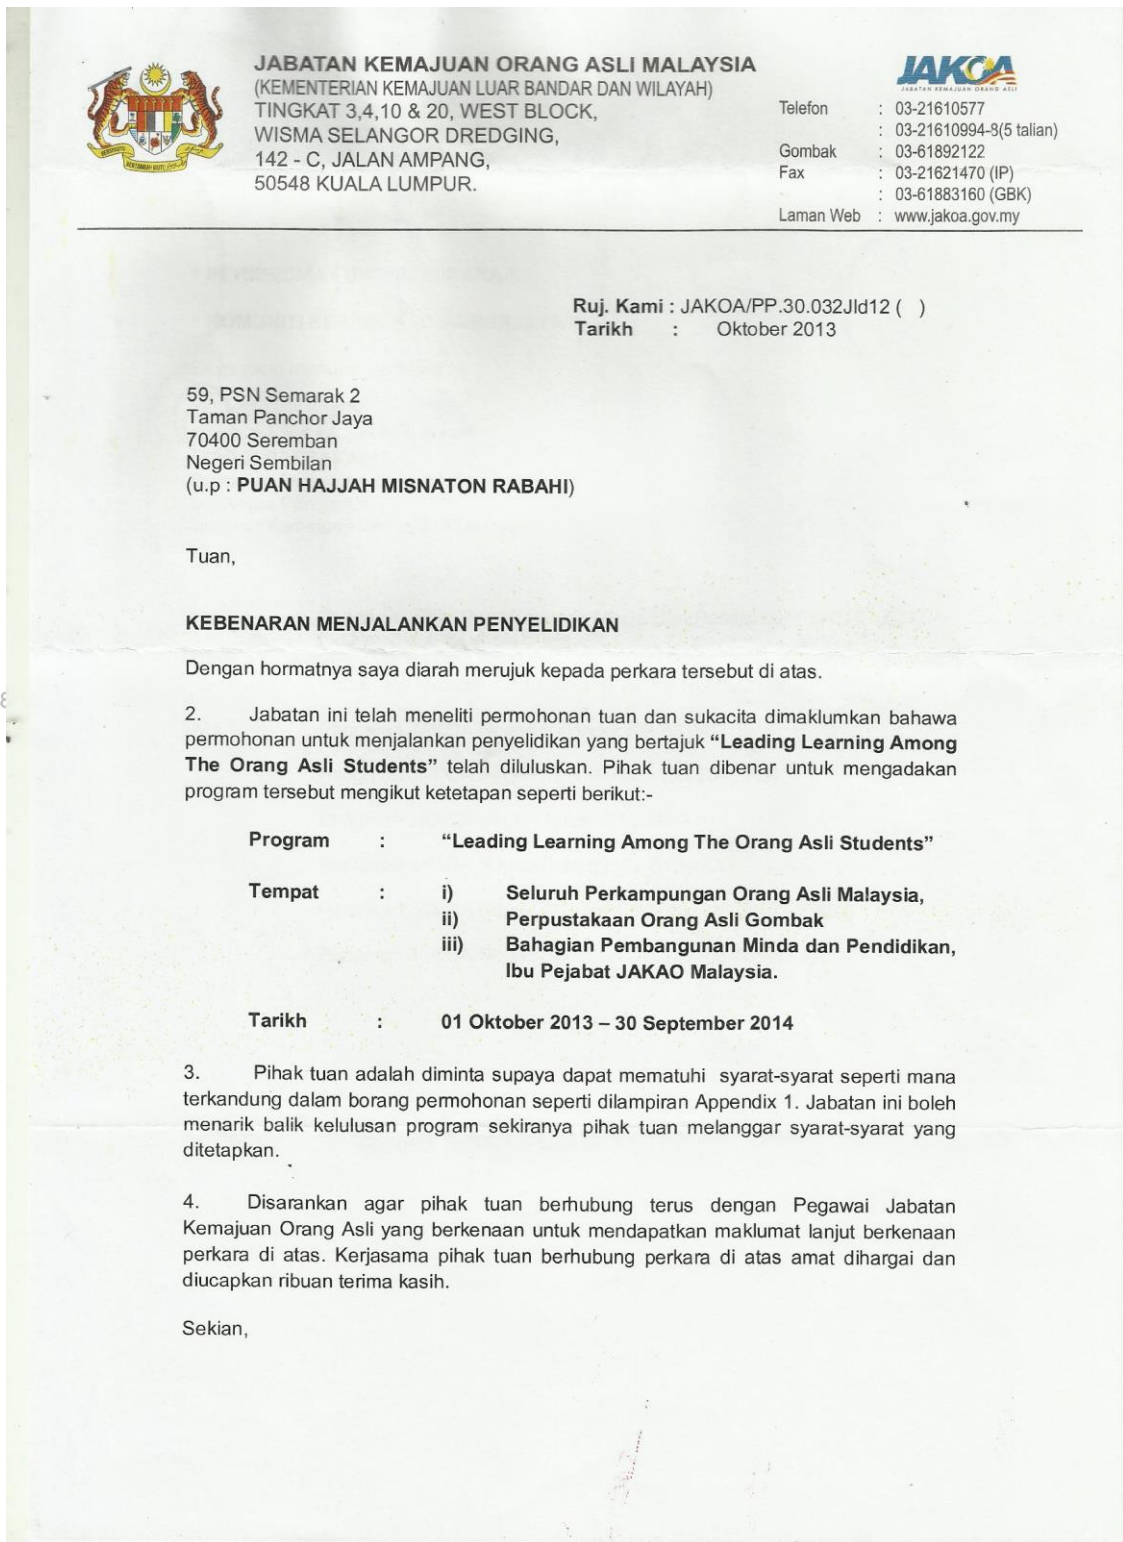 JABATAN KEMAJUAN ORANG ASLI MALAYSIA
(KEMENTERIAN KEMAJUAN LUAR BANDAR DAN WILAYAH)
TINGKAT 3,4,10 & 20, WEST BLOCK,
WISMA SELANGOR DREDGING,
142 - C, JALAN AMPANG,
50548 KUALA LUMPUR.
JAKOA
JABATAN KEMAJUAN ORANG ASLI
Telefon : 03-21610577
: 03-21610994-8(5 talian)
Gombak : 03-61892122
Fax : 03-21621470 (IP)
: 03-61883160 (GBK)
Laman Web : www.jakoa.gov.my
Ruj. Kami : JAKOA/PP.30.032Jld12 ( )
Tarikh : Oktober 2013
59, PSN Semarak 2
Taman Panchor Jaya
70400 Seremban
Negeri Sembilan
(u.p : PUAN HAJJAH MISNATON RABAHI)
Tuan,
KEBENARAN MENJALANKAN PENYELIDIKAN
Dengan hormatnya saya diarah merujuk kepada perkara tersebut di atas.
2. Jabatan ini telah meneliti permohonan tuan dan sukacita dimaklumkan bahawa
permohonan untuk menjalankan penyelidikan yang bertajuk “Leading Learning Among
The Orang Asli Students” telah diluluskan. Pihak tuan dibenar untuk mengadakan
program tersebut mengikut ketetapan seperti berikut:-
Program : “Leading Learning Among The Orang Asli Students”
Tempat : i) Seluruh Perkampungan Orang Asli Malaysia,
ii) Perpustakaan Orang Asli Gombak
iii) Bahagian Pembangunan Minda dan Pendidikan,
Ibu Pejabat JAKAO Malaysia.
Tarikh : 01 Oktober 2013 – 30 September 2014
3. Pihak tuan adalah diminta supaya dapat mematuhi syarat-syarat seperti mana
terkandung dalam borang permohonan seperti dilampiran Appendix 1. Jabatan ini boleh
menarik balik kelulusan program sekiranya pihak tuan melanggar syarat-syarat yang
ditetapkan.
4. Disarankan agar pihak tuan berhubung terus dengan Pegawai Jabatan
Kemajuan Orang Asli yang berkenaan untuk mendapatkan maklumat lanjut berkenaan
perkara di atas. Kerjasama pihak tuan berhubung perkara di atas amat dihargai dan
diucapkan ribuan terima kasih.
Sekian,